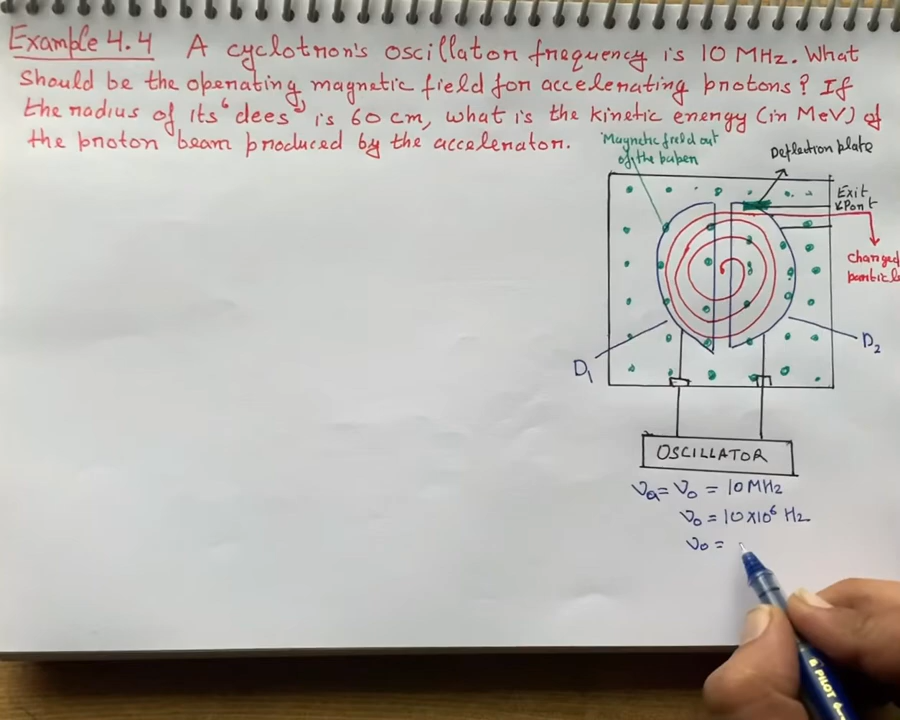 Example 4.4 A cyclotron's oscillator frequency is 10 MHz. What
should be the operating magnetic field for accelerating protons? If
the radius of its 'dees' is 60 cm, what is the kinetic energy (in MeV) of
the proton beam produced by the accelerator.
Magnetic field out
of the paper
Deflection plate
Exit
Port
Charged
particle
D₁
D₂
OSCILLATOR
νa = ν₀ = 10 MHz
ν₀ = 10×10⁶ Hz
ν₀ =
PILOT